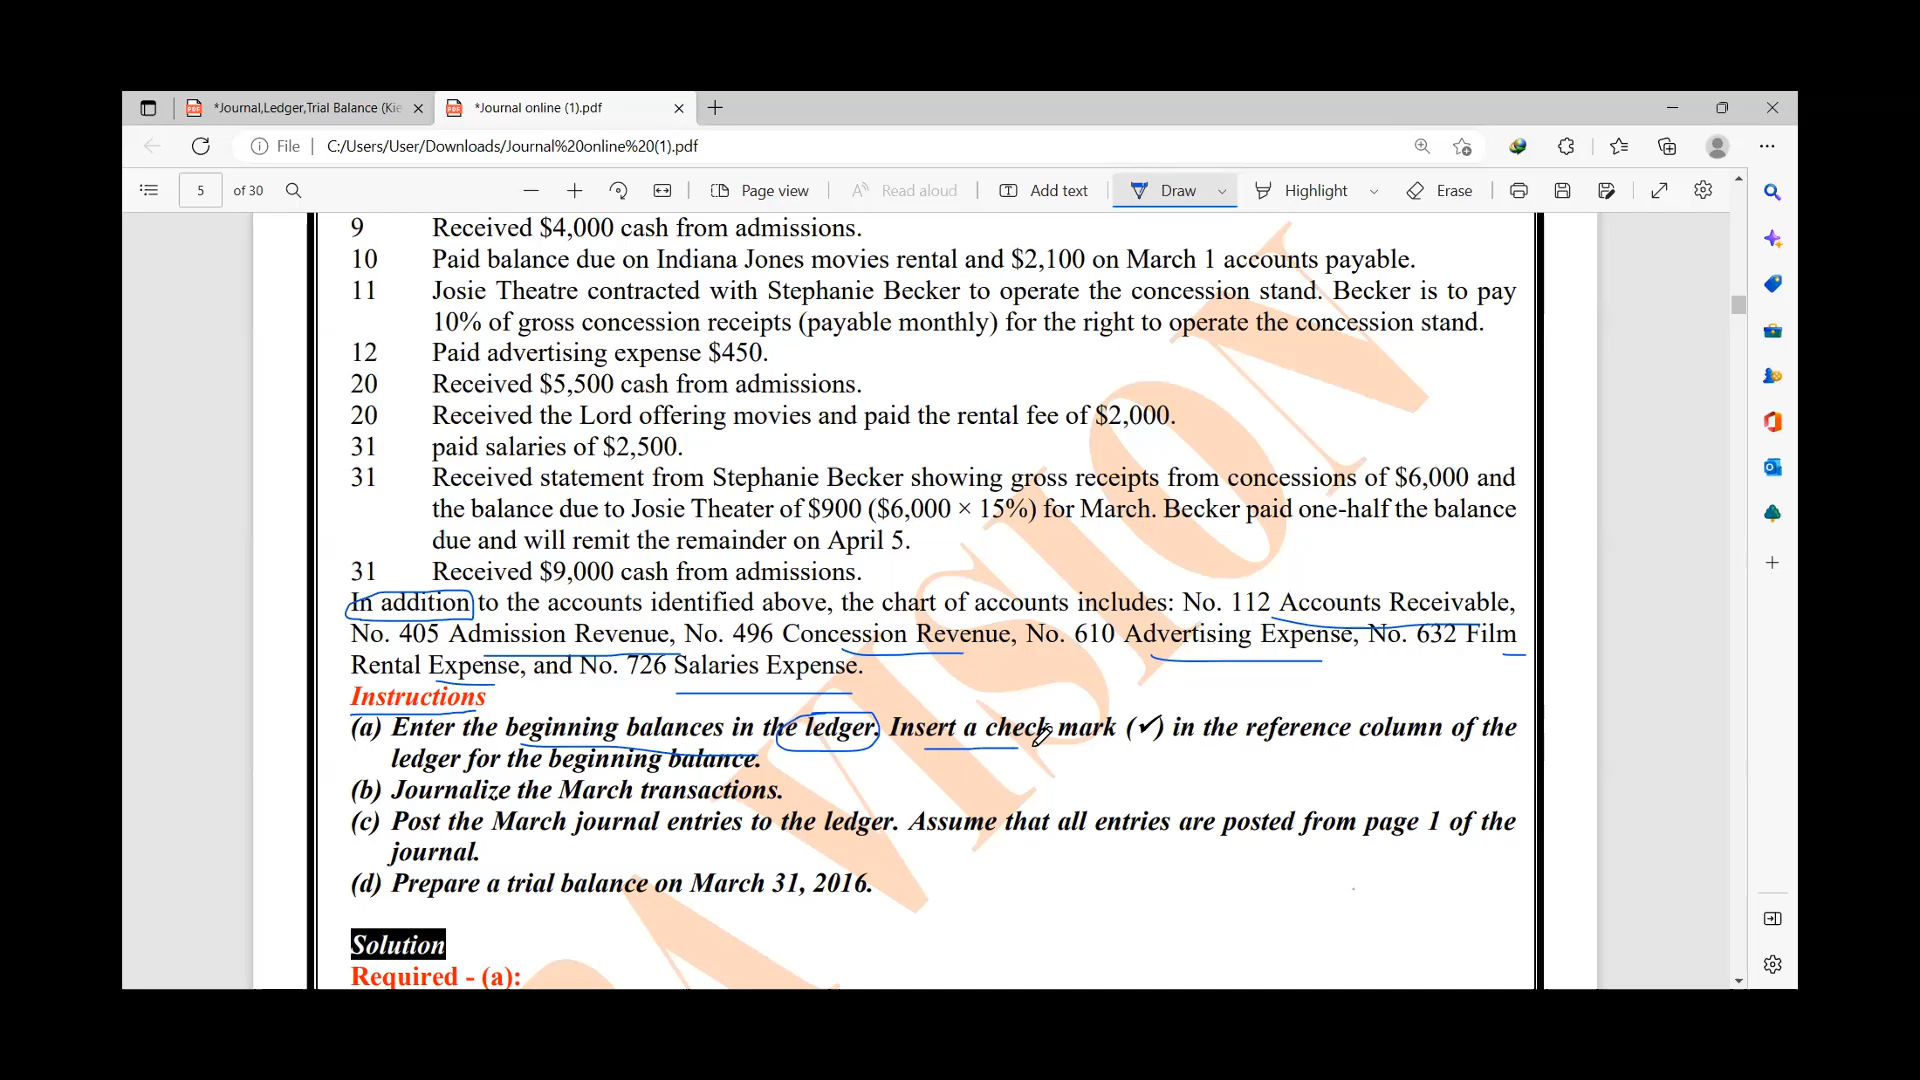 *Journal,Ledger,Trial Balance (Kie
*Journal online (1).pdf
File
C:/Users/User/Downloads/Journal%20online%20(1).pdf
5 of 30
Page view
Read aloud
Add text
Draw
Highlight
Erase
9 Received $4,000 cash from admissions.
10 Paid balance due on Indiana Jones movies rental and $2,100 on March 1 accounts payable.
11 Josie Theatre contracted with Stephanie Becker to operate the concession stand. Becker is to pay
10% of gross concession receipts (payable monthly) for the right to operate the concession stand.
12 Paid advertising expense $450.
20 Received $5,500 cash from admissions.
20 Received the Lord offering movies and paid the rental fee of $2,000.
31 paid salaries of $2,500.
31 Received statement from Stephanie Becker showing gross receipts from concessions of $6,000 and
the balance due to Josie Theater of $900 ($6,000 × 15%) for March. Becker paid one-half the balance
due and will remit the remainder on April 5.
31 Received $9,000 cash from admissions.
In addition to the accounts identified above, the chart of accounts includes: No. 112 Accounts Receivable,
No. 405 Admission Revenue, No. 496 Concession Revenue, No. 610 Advertising Expense, No. 632 Film
Rental Expense, and No. 726 Salaries Expense.
Instructions
(a) Enter the beginning balances in the ledger. Insert a check mark (✓) in the reference column of the
ledger for the beginning balance.
(b) Journalize the March transactions.
(c) Post the March journal entries to the ledger. Assume that all entries are posted from page 1 of the
journal.
(d) Prepare a trial balance on March 31, 2016.
Solution
Required - (a):
VISION